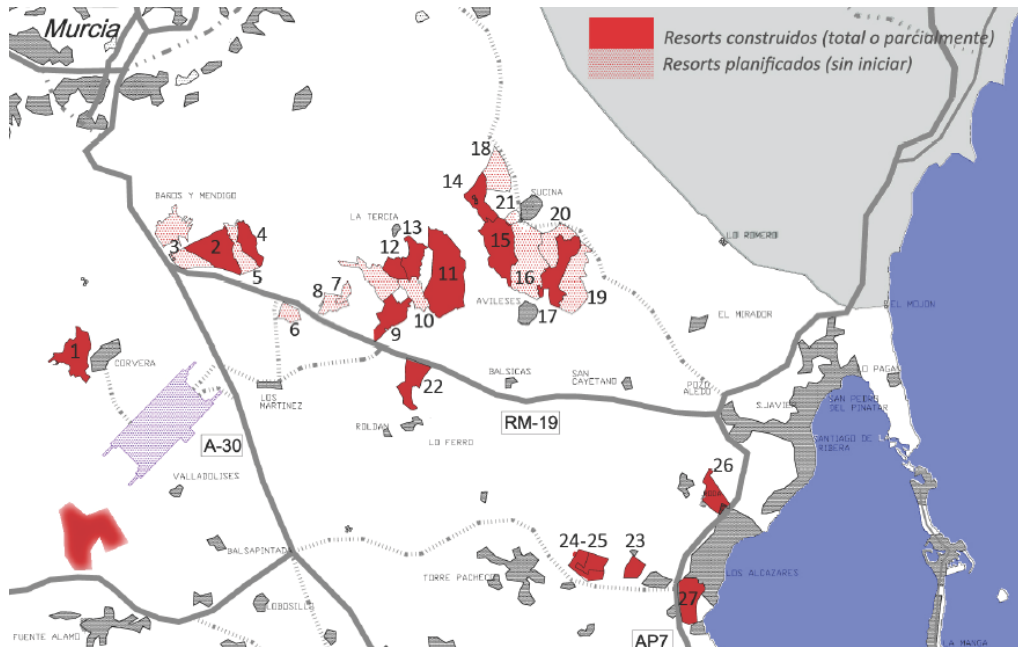 Murcia
Resorts construidos (total o parcialmente)
Resorts planificados (sin iniciar)
18
BAÑOS Y MENDIGO
14
SUCINA
21
LA TERCIA
13
20
3
2
4
12
15
LO ROMERO
5
11
16
8
7
19
6
9
10
AVILESES
17
EL MIRADOR
EL MOJON
1
CORVERA
22
BALSICAS
SAN
CAYETANO
POZO
ALEDO
LO PAGAN
LOS
MARTINEZ
S.JAVIER
SAN PEDRO
DEL PINATAR
ROLDAN
LO FERRO
RM-19
A-30
SANTIAGO DE
RIBERA
VALLADOLISES
26
RODA
24-25
23
BALSAPINTADA
TORRE PACHECO
LOS ALCAZARES
27
LOBOSILLO
FUENTE ALAMO
AP7
LA MANGA